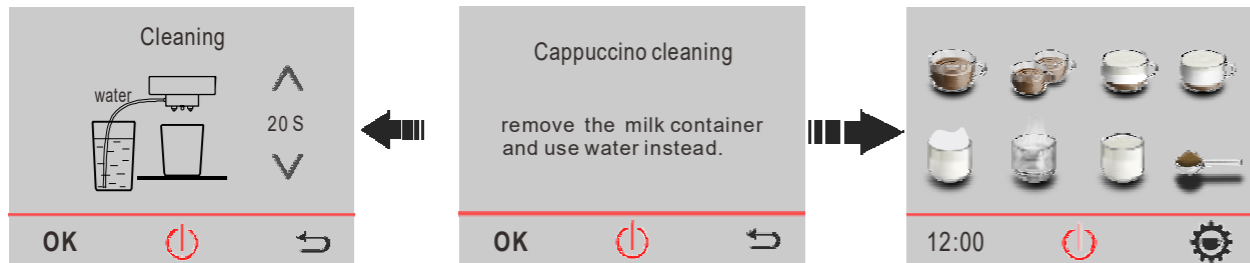 Cleaning
water
20 S
OK
Cappuccino cleaning
remove the milk container
and use water instead.
OK
12:00